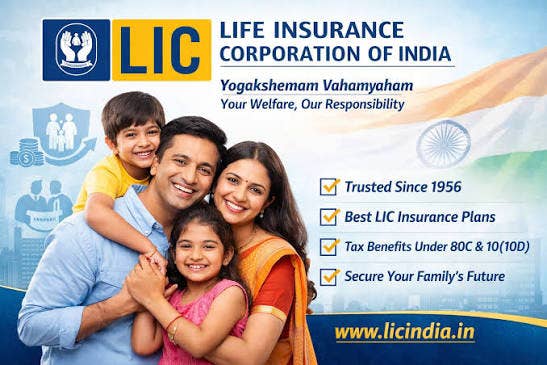 LIC
LIFE INSURANCE
CORPORATION OF INDIA
Yogakshemam Vahamyaham
Your Welfare, Our Responsibility
Trusted Since 1956
Best LIC Insurance Plans
Tax Benefits Under 80C & 10(10D)
Secure Your Family's Future
www.licindia.in